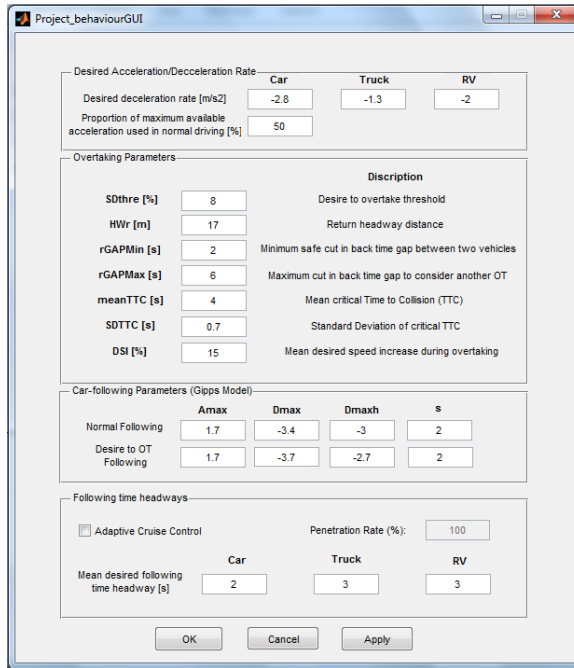 Project_behaviourGUI
Desired Acceleration/Decceleration Rate
Car Truck RV
Desired deceleration rate [m/s2] -2.8 -1.3 -2
Proportion of maximum available
acceleration used in normal driving [%] 50
Overtaking Parameters
Discription
SDthre [%] 8 Desire to overtake threshold
HWr [m] 17 Return headway distance
rGAPMin [s] 2 Minimum safe cut in back time gap between two vehicles
rGAPMax [s] 6 Maximum cut in back time gap to consider another OT
meanTTC [s] 4 Mean critical Time to Collision (TTC)
SDTTC [s] 0.7 Standard Deviation of critical TTC
DSI [%] 15 Mean desired speed increase during overtaking
Car-following Parameters (Gipps Model)
Amax Dmax Dmaxh s
Normal Following 1.7 -3.4 -3 2
Desire to OT
Following 1.7 -3.7 -2.7 2
Following time headways
Adaptive Cruise Control Penetration Rate (%): 100
Car Truck RV
Mean desired following
time headway [s] 2 3 3
OK Cancel Apply